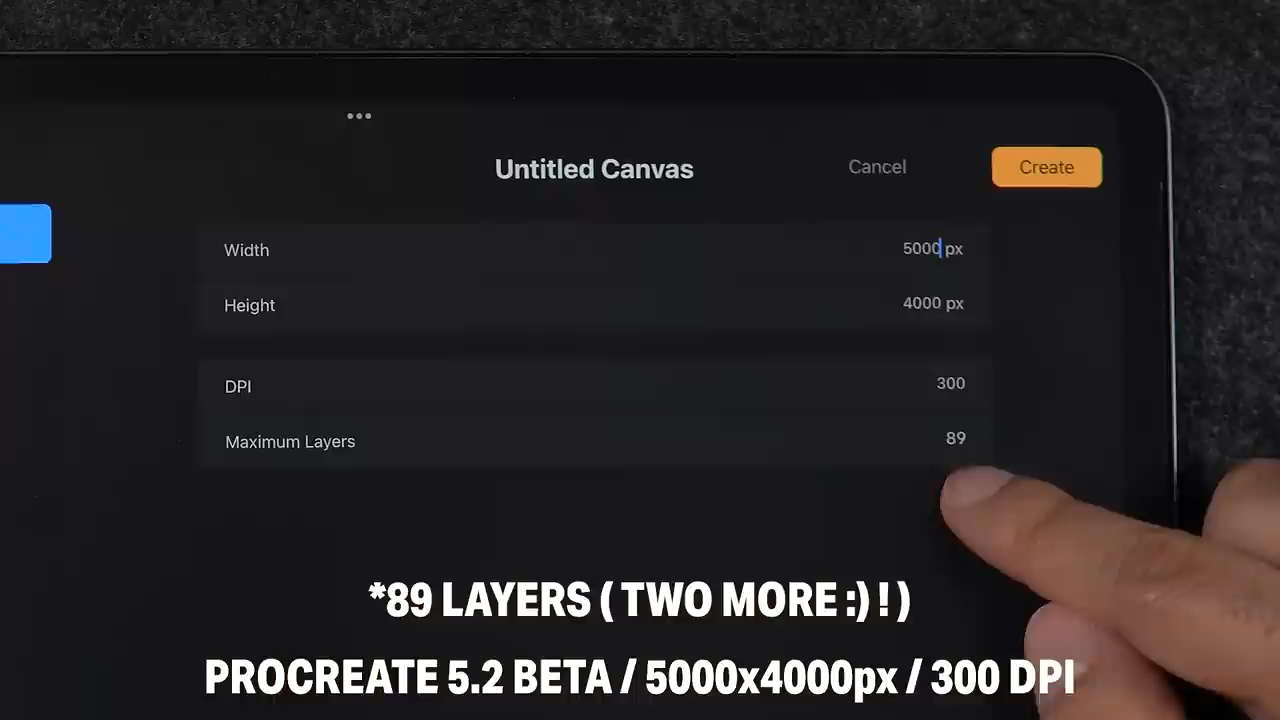 Untitled Canvas
Cancel
Create
Width
5000 px
Height
4000 px
DPI
300
Maximum Layers
89
*89 LAYERS ( TWO MORE :) ! )
PROCREATE 5.2 BETA / 5000x4000px / 300 DPI